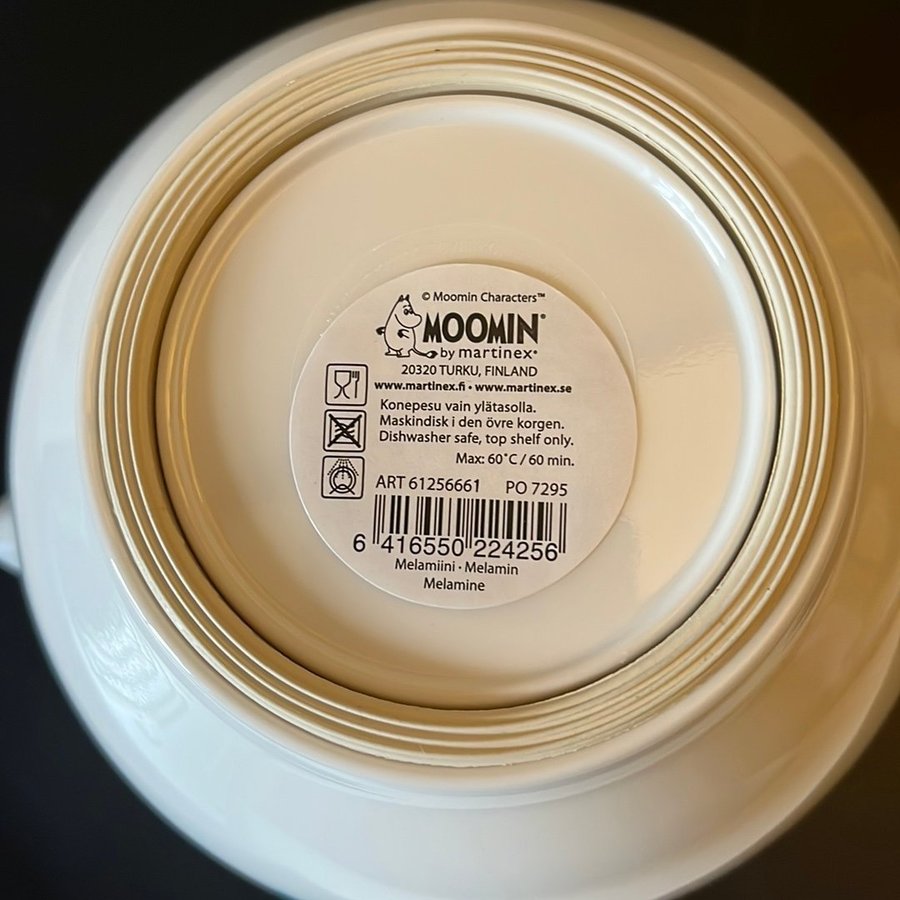 © Moomin Characters™
MOOMIN®
by martinex®
20320 TURKU, FINLAND
www.martinex.fi • www.martinex.se
Konepesu vain ylätasolla.
Maskindisk i den övre korgen.
Dishwasher safe, top shelf only.
Max: 60˚C / 60 min.
ART 61256661 PO 7295
6 416550 224256
Melamiini • Melamin
Melamine